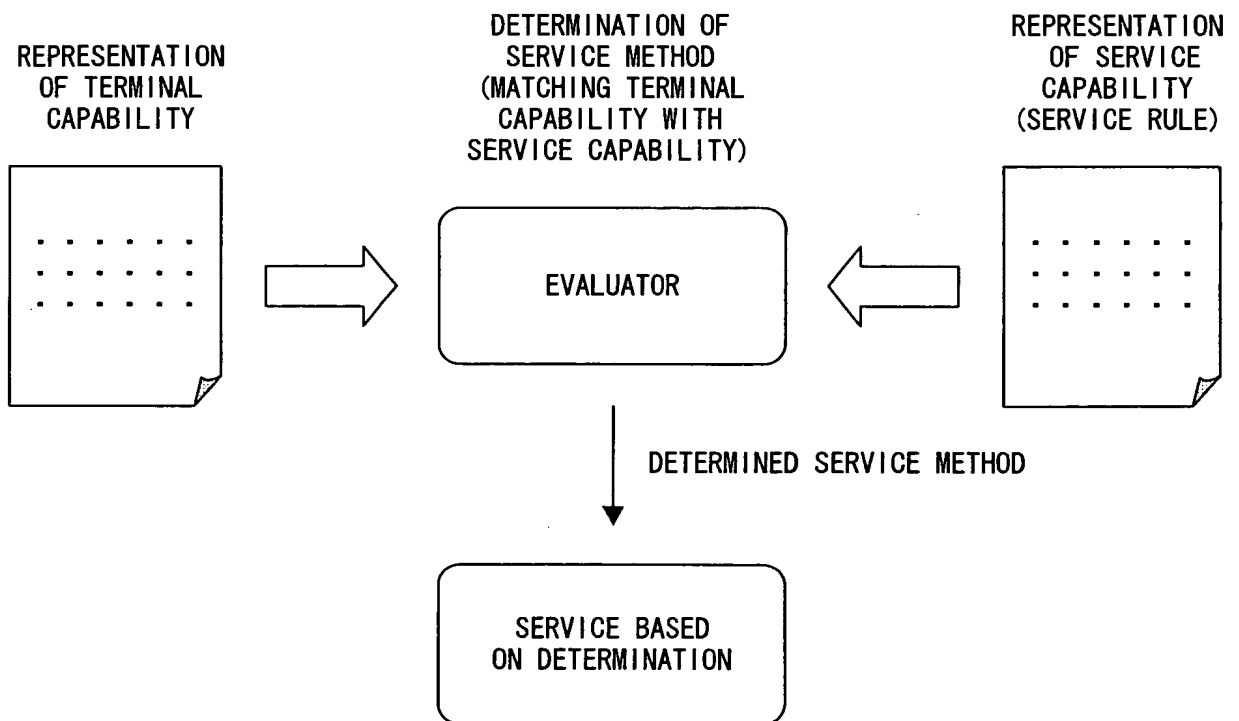 REPRESENTATION
OF TERMINAL
CAPABILITY
DETERMINATION OF
SERVICE METHOD
(MATCHING TERMINAL
CAPABILITY WITH
SERVICE CAPABILITY)
REPRESENTATION
OF SERVICE
CAPABILITY
(SERVICE RULE)
EVALUATOR
DETERMINED SERVICE METHOD
SERVICE BASED
ON DETERMINATION